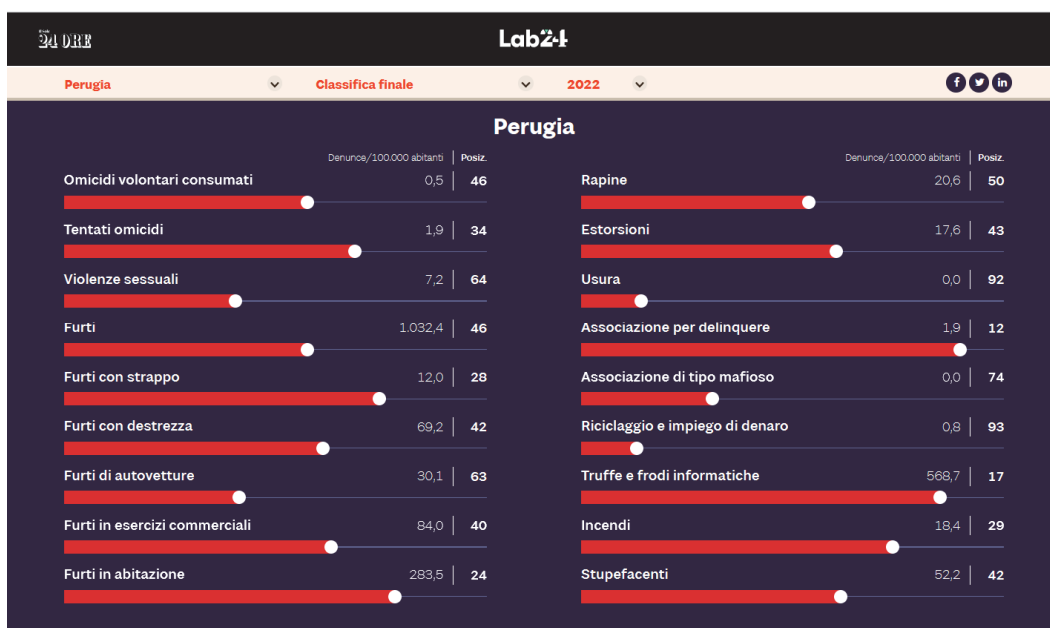 Il Sole
24 ORE
Lab24
Perugia
Classifica finale
2022
Perugia
Denunce/100.000 abitanti Posiz.
Omicidi volontari consumati 0,5 46
Tentati omicidi 1,9 34
Violenze sessuali 7,2 64
Furti 1.032,4 46
Furti con strappo 12,0 28
Furti con destrezza 69,2 42
Furti di autovetture 30,1 63
Furti in esercizi commerciali 84,0 40
Furti in abitazione 283,5 24
Denunce/100.000 abitanti Posiz.
Rapine 20,6 50
Estorsioni 17,6 43
Usura 0,0 92
Associazione per delinquere 1,9 12
Associazione di tipo mafioso 0,0 74
Riciclaggio e impiego di denaro 0,8 93
Truffe e frodi informatiche 568,7 17
Incendi 18,4 29
Stupefacenti 52,2 42